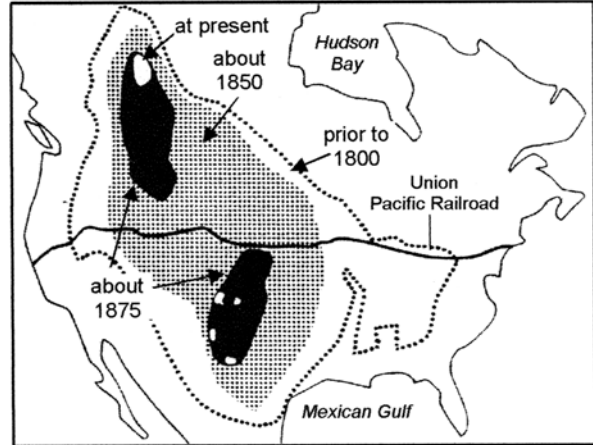 at present
about
1850
Hudson
Bay
prior to
1800
Union
Pacific Railroad
about
1875
Mexican Gulf